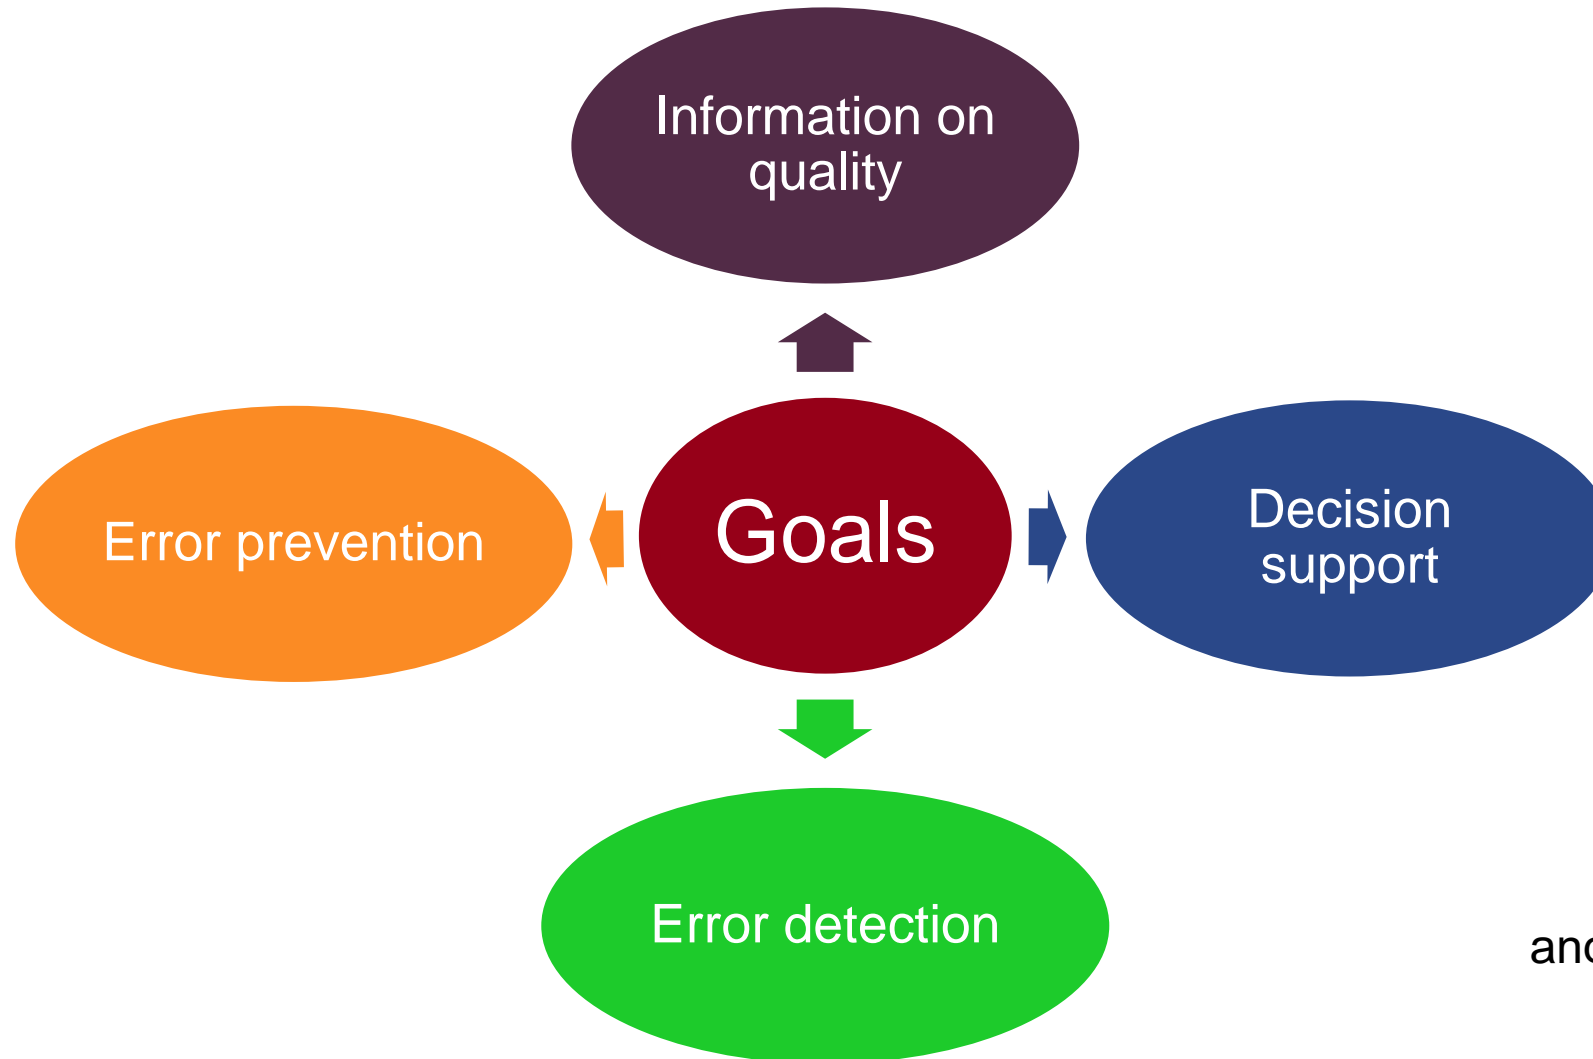 Information on
quality
Error prevention
Goals
Decision
support
Error detection